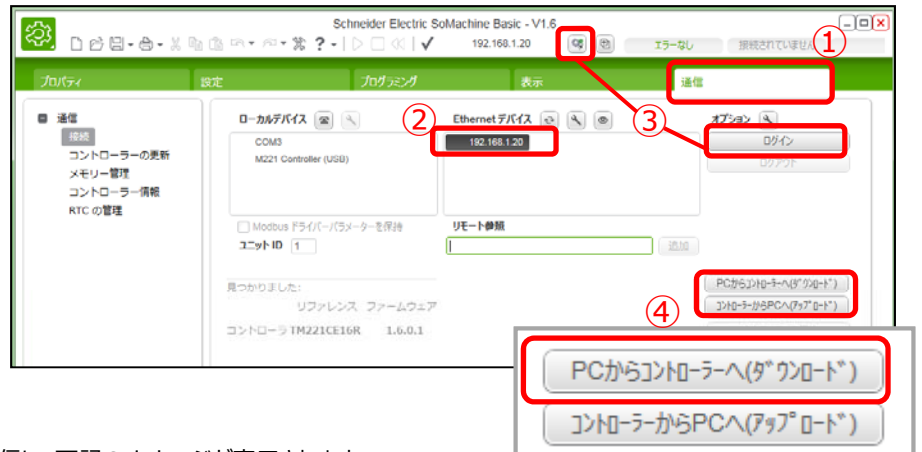 Schneider Electric SoMachine Basic - V1.6
192.168.1.20
エラーなし
接続されていません
①
プロパティ
設定
プログラミング
表示
通信
通信
接続
コントローラーの更新
メモリー管理
コントローラー情報
RTC の管理
ローカルデバイス
COM3
M221 Controller (USB)
②
Ethernet デバイス
192.168.1.20
③
オプション
ログイン
ログアウト
Modbus ドライバーパラメーターを保持
ユニット ID 1
リモート参照
追加
見つかりました:
リファレンス ファームウェア
コントローラ TM221CE16R 1.6.0.1
PCからコントローラーへ(ダウンロード)
コントローラーからPCへ(アップロード)
④
PCからコントローラーへ(ダウンロード)
コントローラーからPCへ(アップロード)